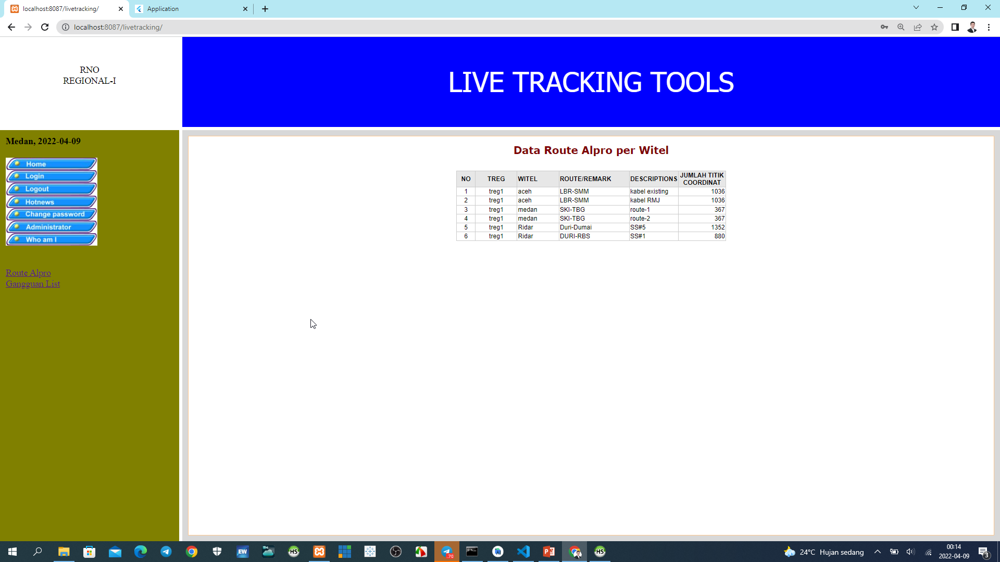 localhost:8087/livetracking/
Application
localhost:8087/livetracking/
RNO
REGIONAL-I
LIVE TRACKING TOOLS
Medan, 2022-04-09
Home
Login
Logout
Hotnews
Change password
Administrator
Who am I
Route Alpro
Gangguan List
Data Route Alpro per Witel
NO TREG WITEL ROUTE/REMARK DESCRIPTIONS JUMLAH TITIK COORDINAT
1 treg1 aceh LBR-SMM kabel existing 1036
2 treg1 aceh LBR-SMM kabel RMJ 1036
3 treg1 medan SKI-TBG route-1 367
4 treg1 medan SKI-TBG route-2 367
5 treg1 Ridar Duri-Dumai SS#5 1352
6 treg1 Ridar DURI-RBS SS#1 880
EW
HS
HS
24°C Hujan sedang
00:14
2022-04-09
3